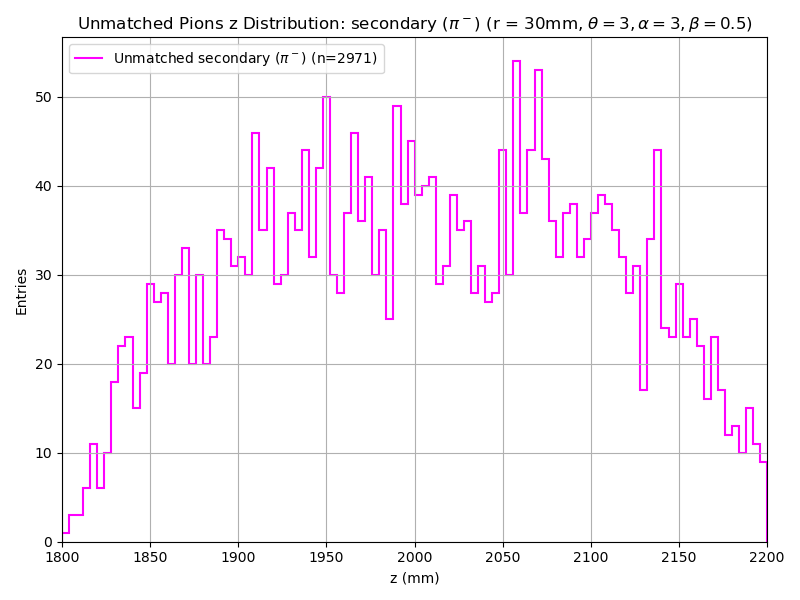 Unmatched Pions z Distribution: secondary (π⁻) (r = 30mm, θ = 3, α = 3, β = 0.5)
Unmatched secondary (π⁻) (n=2971)
Entries
50
40
30
20
10
0
1800 1850 1900 1950 2000 2050 2100 2150 2200
z (mm)